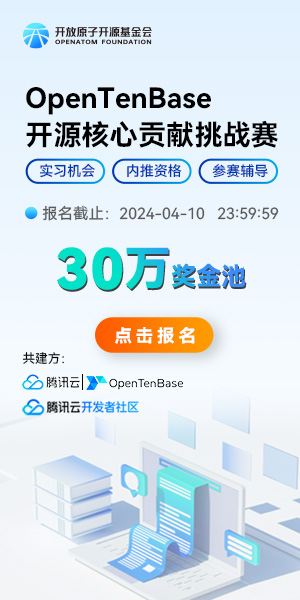 开放原子开源基金会
OPENATOM FOUNDATION
OpenTenBase
开源核心贡献挑战赛
实习机会 内推资格 参赛辅导
报名截止：2024-04-10 23:59:59
30万奖金池
点击报名
共建方：
腾讯云 | OpenTenBase
腾讯云开发者社区